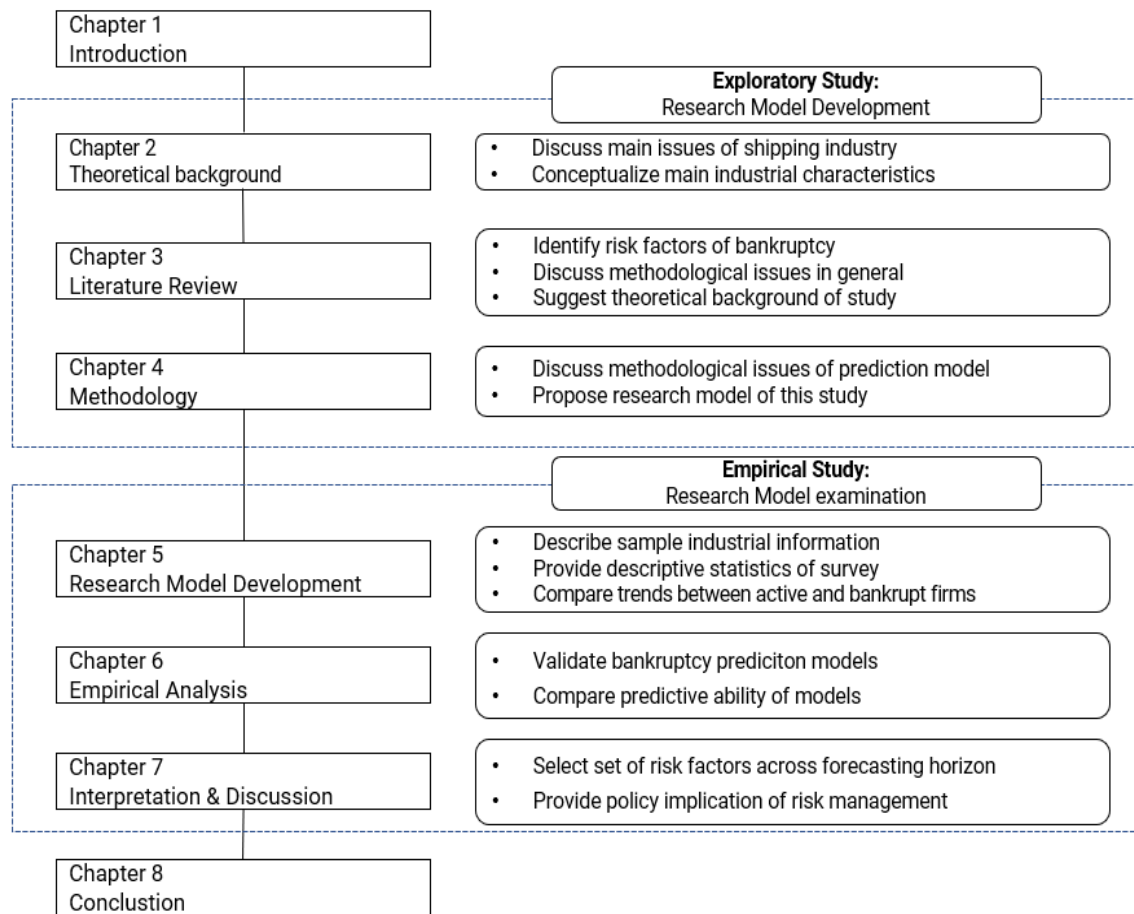 Chapter 1
Introduction
Exploratory Study:
Research Model Development
Chapter 2
Theoretical background
• Discuss main issues of shipping industry
• Conceptualize main industrial characteristics
Chapter 3
Literature Review
• Identify risk factors of bankruptcy
• Discuss methodological issues in general
• Suggest theoretical background of study
Chapter 4
Methodology
• Discuss methodological issues of prediction model
• Propose research model of this study
Empirical Study:
Research Model examination
Chapter 5
Research Model Development
• Describe sample industrial information
• Provide descriptive statistics of survey
• Compare trends between active and bankrupt firms
Chapter 6
Empirical Analysis
• Validate bankruptcy prediciton models
• Compare predictive ability of models
Chapter 7
Interpretation & Discussion
• Select set of risk factors across forecasting horizon
• Provide policy implication of risk management
Chapter 8
Conclustion